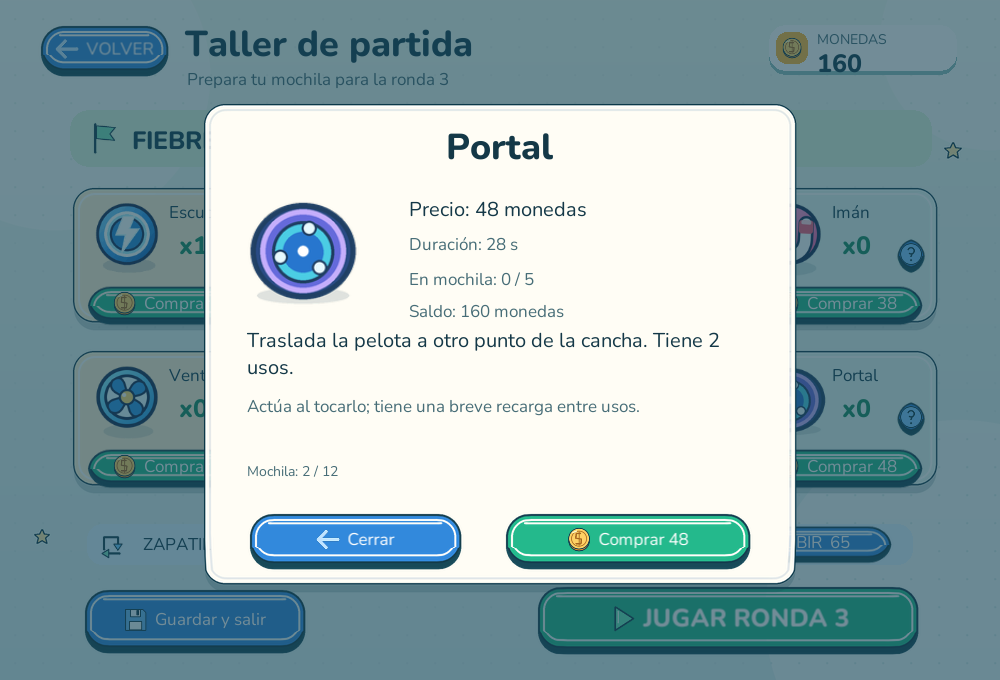 VOLVER
Taller de partida
Prepara tu mochila para la ronda 3
MONEDAS
160
FIEBR
Escu
x1
Compra
Imán
x0
?
38
Vent
x0
Compra
Portal
x0
?
Comprar 48
ZAPATI
BIR 65
Guardar y salir
JUGAR RONDA 3
Portal
Precio: 48 monedas
Duración: 28 s
En mochila: 0 / 5
Saldo: 160 monedas
Traslada la pelota a otro punto de la cancha. Tiene 2
usos.
Actúa al tocarlo; tiene una breve recarga entre usos.
Mochila: 2 / 12
Cerrar
Comprar 48